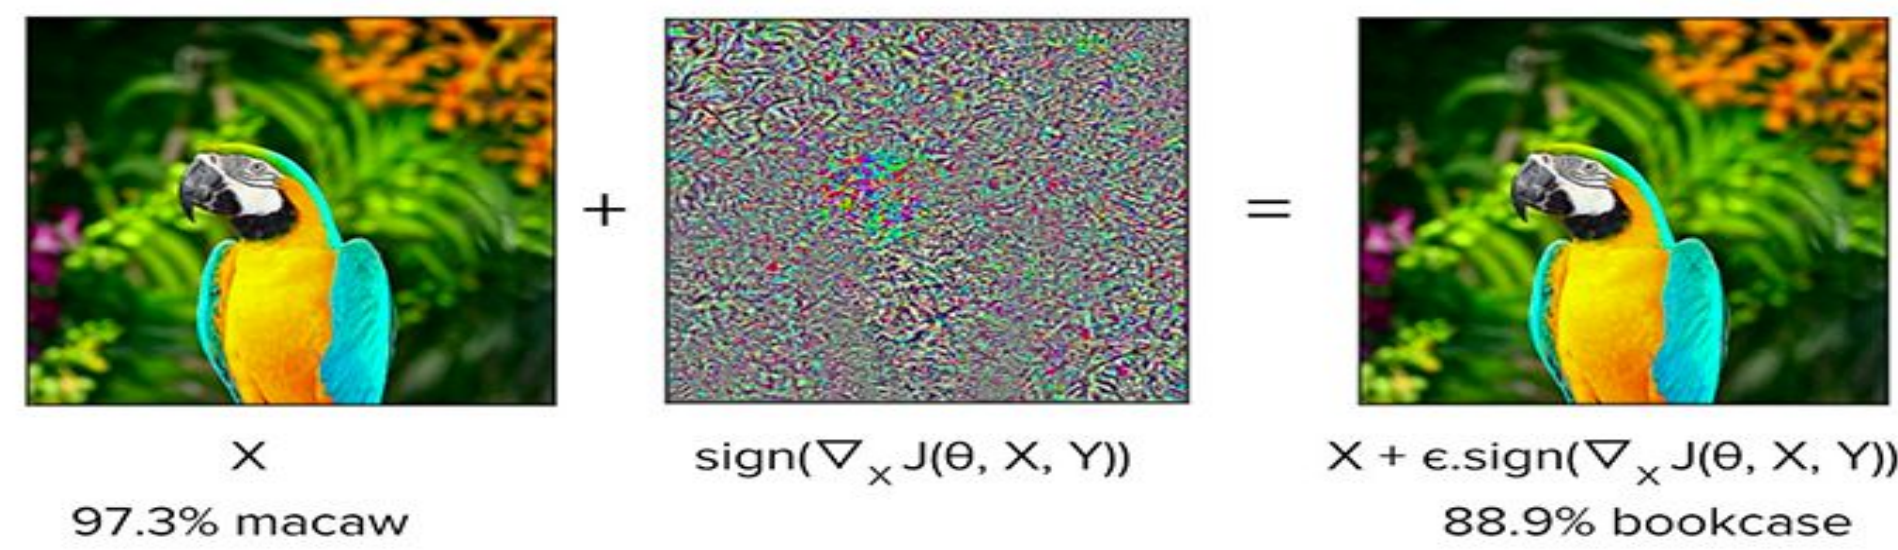 +
=
X
sign(∇ₓJ(θ, X, Y))
X + ϵ.sign(∇ₓJ(θ, X, Y))
97.3% macaw
88.9% bookcase